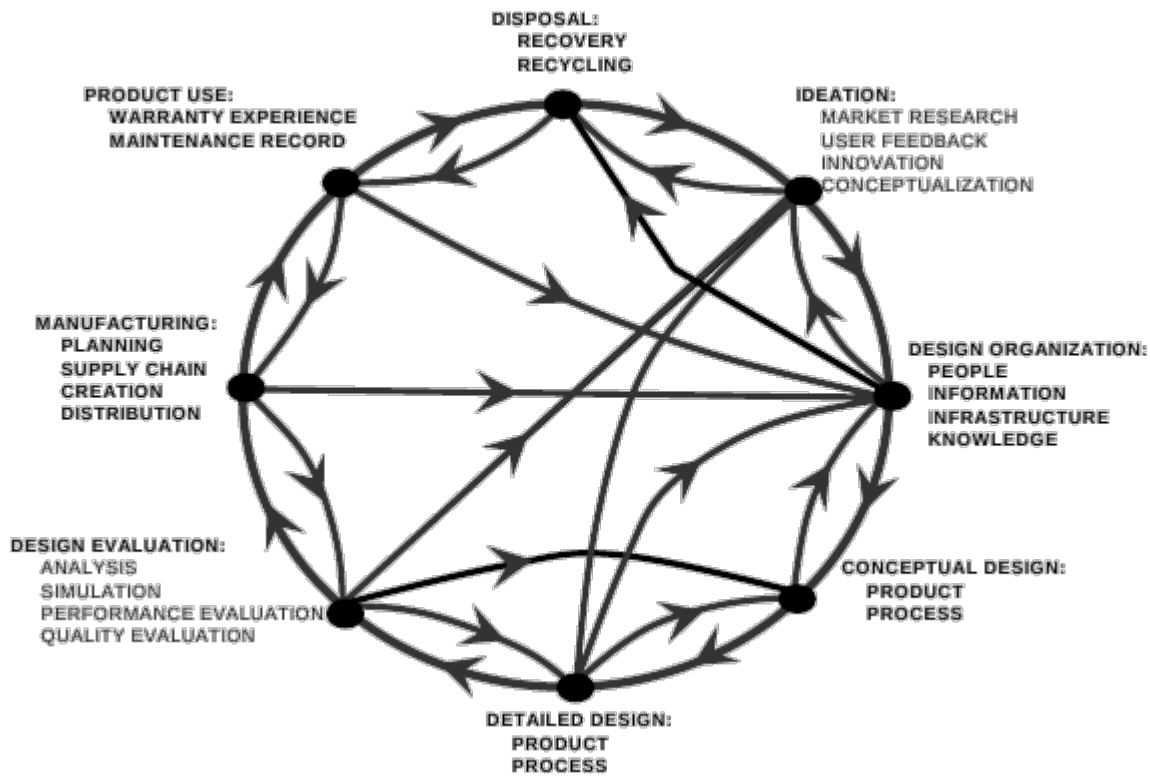 DISPOSAL:
RECOVERY
RECYCLING
PRODUCT USE:
WARRANTY EXPERIENCE
MAINTENANCE RECORD
IDEATION:
MARKET RESEARCH
USER FEEDBACK
INNOVATION
CONCEPTUALIZATION
MANUFACTURING:
PLANNING
SUPPLY CHAIN
CREATION
DISTRIBUTION
DESIGN ORGANIZATION:
PEOPLE
INFORMATION
INFRASTRUCTURE
KNOWLEDGE
DESIGN EVALUATION:
ANALYSIS
SIMULATION
PERFORMANCE EVALUATION
QUALITY EVALUATION
CONCEPTUAL DESIGN:
PRODUCT
PROCESS
DETAILED DESIGN:
PRODUCT
PROCESS